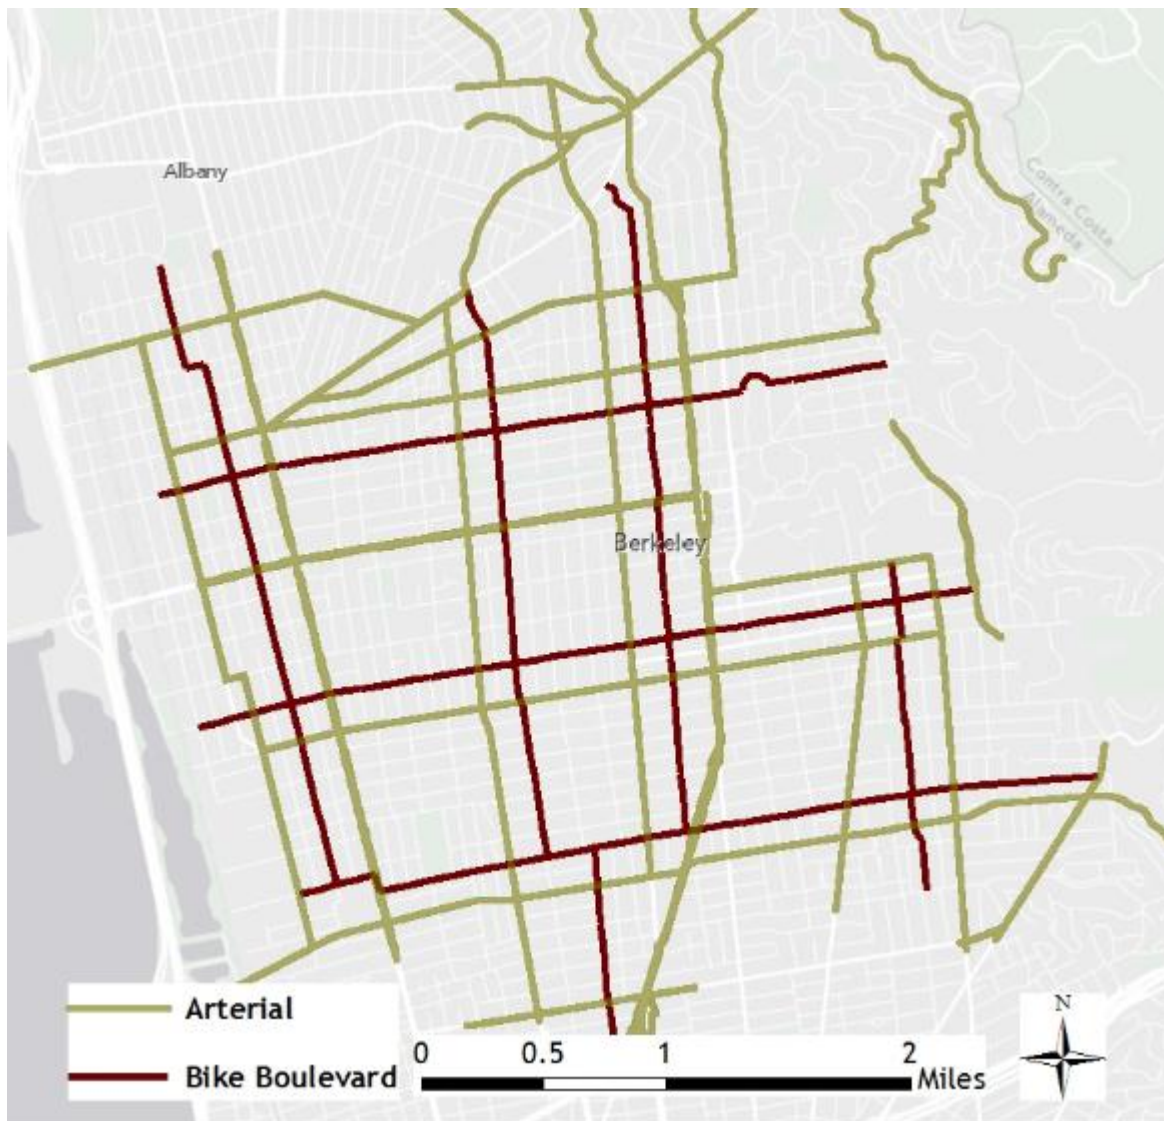 Albany
Contra Costa
Alameda
Berkeley
Arterial
Bike Boulevard
N
0 0.5 1 2
Miles